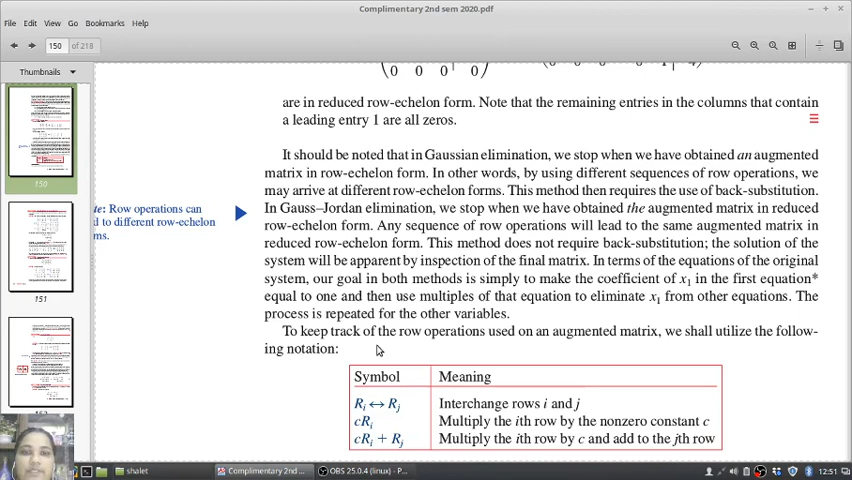 Complimentary 2nd sem 2020.pdf
File Edit View Go Bookmarks Help
150 of 218
Thumbnails
150
151
0 0 0 0
are in reduced row-echelon form. Note that the remaining entries in the columns that contain
a leading entry 1 are all zeros.
It should be noted that in Gaussian elimination, we stop when we have obtained an augmented
matrix in row-echelon form. In other words, by using different sequences of row operations, we
may arrive at different row-echelon forms. This method then requires the use of back-substitution.
te: Row operations can
d to different row-echelon
ms.
In Gauss–Jordan elimination, we stop when we have obtained the augmented matrix in reduced
row-echelon form. Any sequence of row operations will lead to the same augmented matrix in
reduced row-echelon form. This method does not require back-substitution; the solution of the
system will be apparent by inspection of the final matrix. In terms of the equations of the original
system, our goal in both methods is simply to make the coefficient of x₁ in the first equation*
equal to one and then use multiples of that equation to eliminate x₁ from other equations. The
process is repeated for the other variables.
To keep track of the row operations used on an augmented matrix, we shall utilize the follow-
ing notation:
Symbol Meaning
Rᵢ ↔ Rⱼ Interchange rows i and j
cRᵢ Multiply the ith row by the nonzero constant c
cRᵢ + Rⱼ Multiply the ith row by c and add to the jth row
shalet
Complimentary 2nd ...
OBS 25.0.4 (linux) - P...
12:51